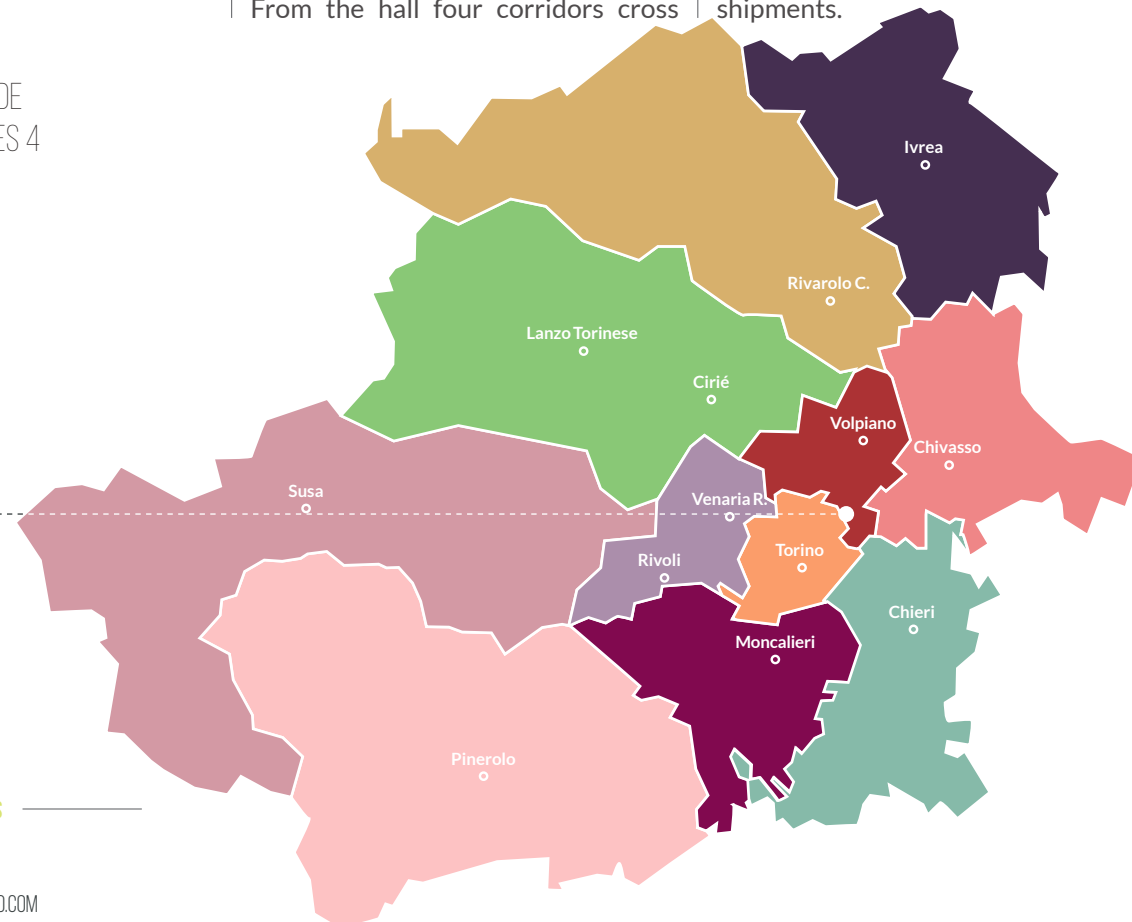 From the hall four corridors cross
shipments.
DE
ES 4
Ivrea
Rivarolo C.
Lanzo Torinese
Cirié
Volpiano
Chivasso
Susa
Venaria R.
Torino
Rivoli
Chieri
Moncalieri
Pinerolo
O.COM